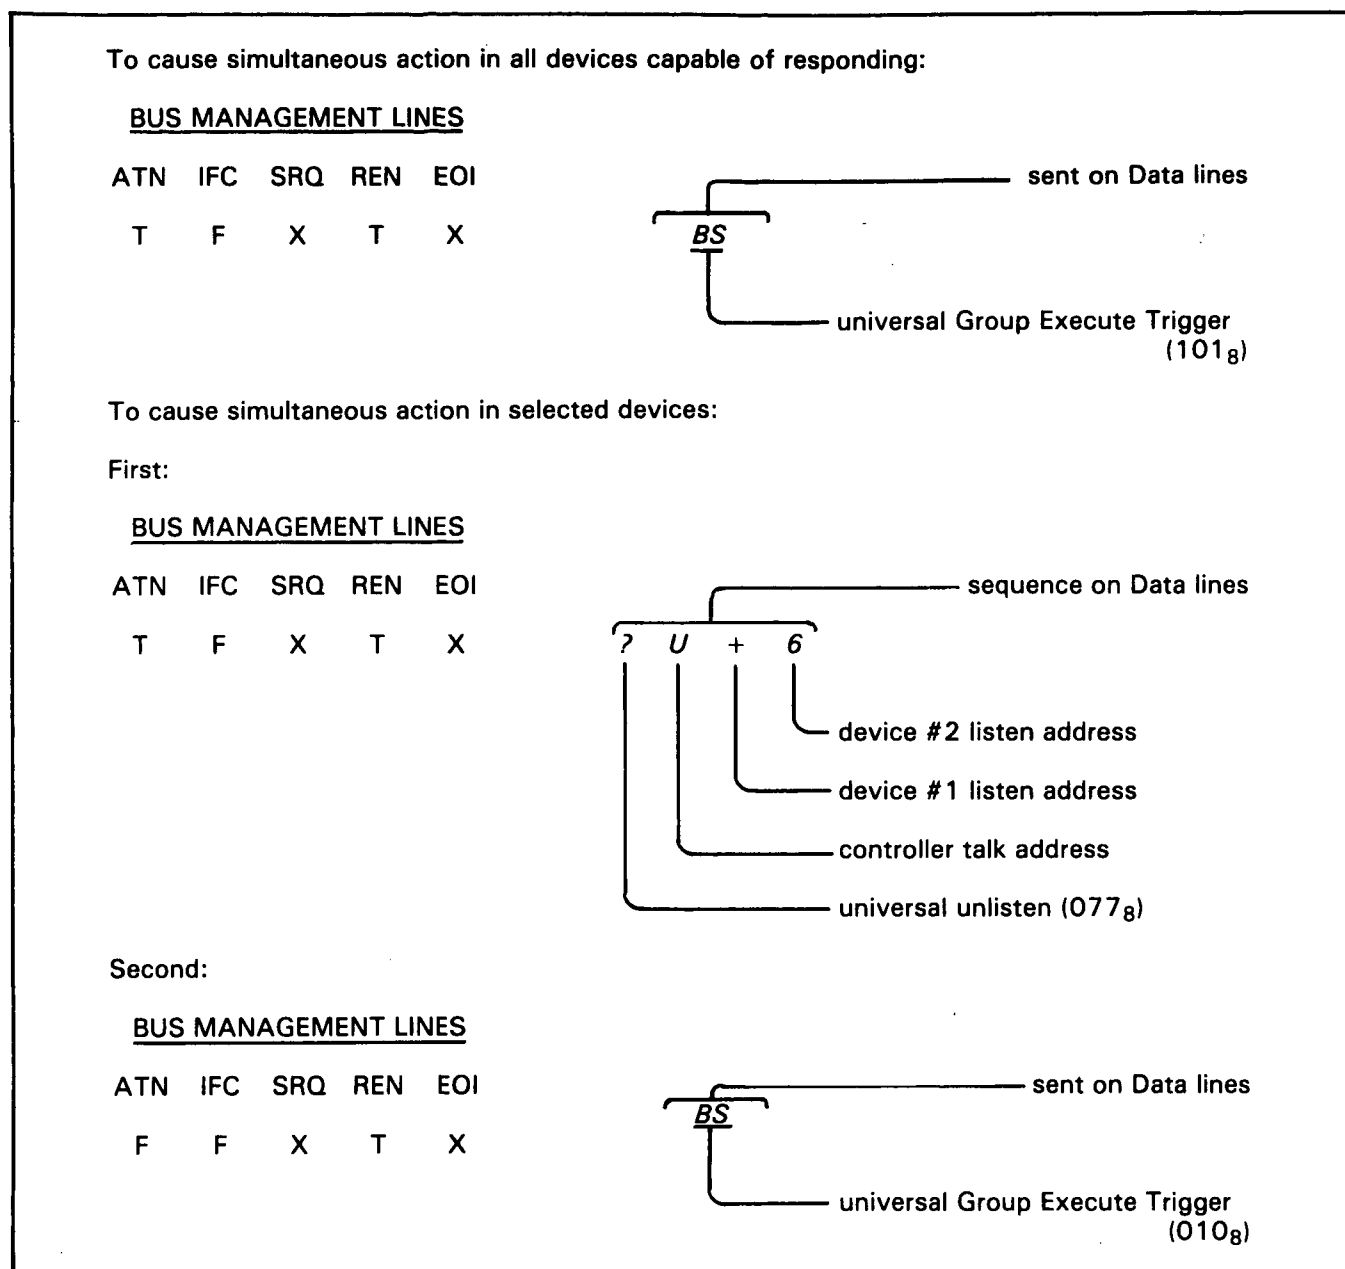 To cause simultaneous action in all devices capable of responding:
BUS MANAGEMENT LINES
ATN IFC SRQ REN EOI
sent on Data lines
T F X T X
BS
universal Group Execute Trigger
(101₈)
To cause simultaneous action in selected devices:
First:
BUS MANAGEMENT LINES
ATN IFC SRQ REN EOI
sequence on Data lines
T F X T X
? U + 6
device #2 listen address
device #1 listen address
controller talk address
universal unlisten (077₈)
Second:
BUS MANAGEMENT LINES
ATN IFC SRQ REN EOI
sent on Data lines
F F X T X
BS
universal Group Execute Trigger
(010₈)